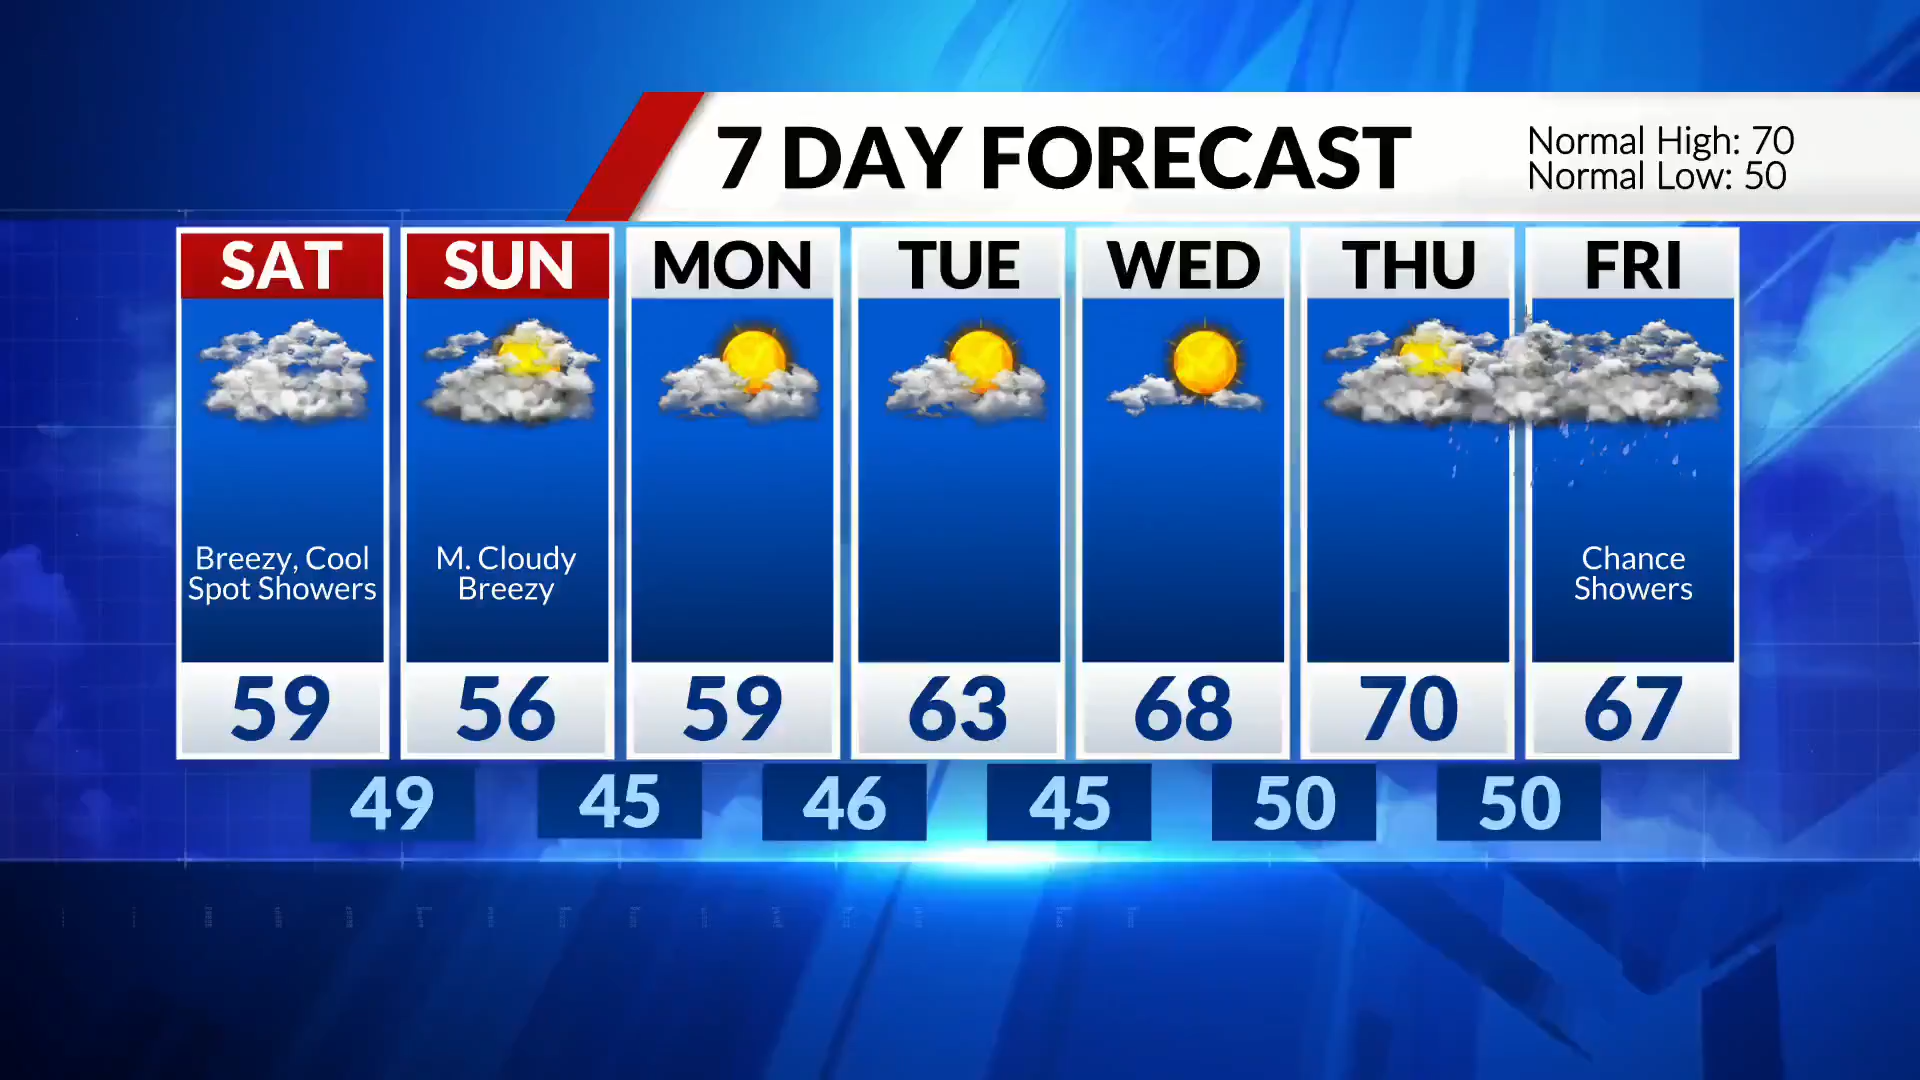 7 DAY FORECAST
Normal High: 70
Normal Low: 50
SAT
SUN
MON
TUE
WED
THU
FRI
Breezy, Cool
Spot Showers
M. Cloudy
Breezy
Chance
Showers
59
56
59
63
68
70
67
49
45
46
45
50
50